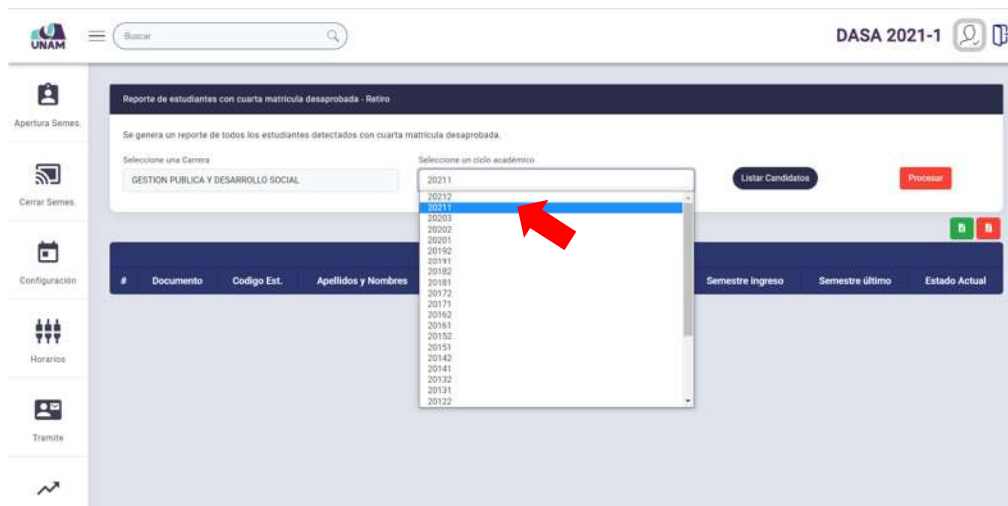 UNAM
Buscar
DASA 2021-1
Apertura Semes.
Cerrar Semes.
Configuración
Horarios
Tramite
Reporte de estudiantes con cuarta matricula desaprobada - Retiro
Se genera un reporte de todos los estudiantes detectados con cuarta matricula desaprobada.
Seleccione una Carrera
Seleccione un ciclo académico
GESTION PUBLICA Y DESARROLLO SOCIAL
20211
Listar Candidatos
Procesar
20212
20211
20203
20202
20201
20192
20191
20182
20181
20172
20171
20162
20161
20152
20151
20142
20141
20132
20131
20122
# Documento Codigo Est. Apellidos y Nombres Semestre Ingreso Semestre último Estado Actual